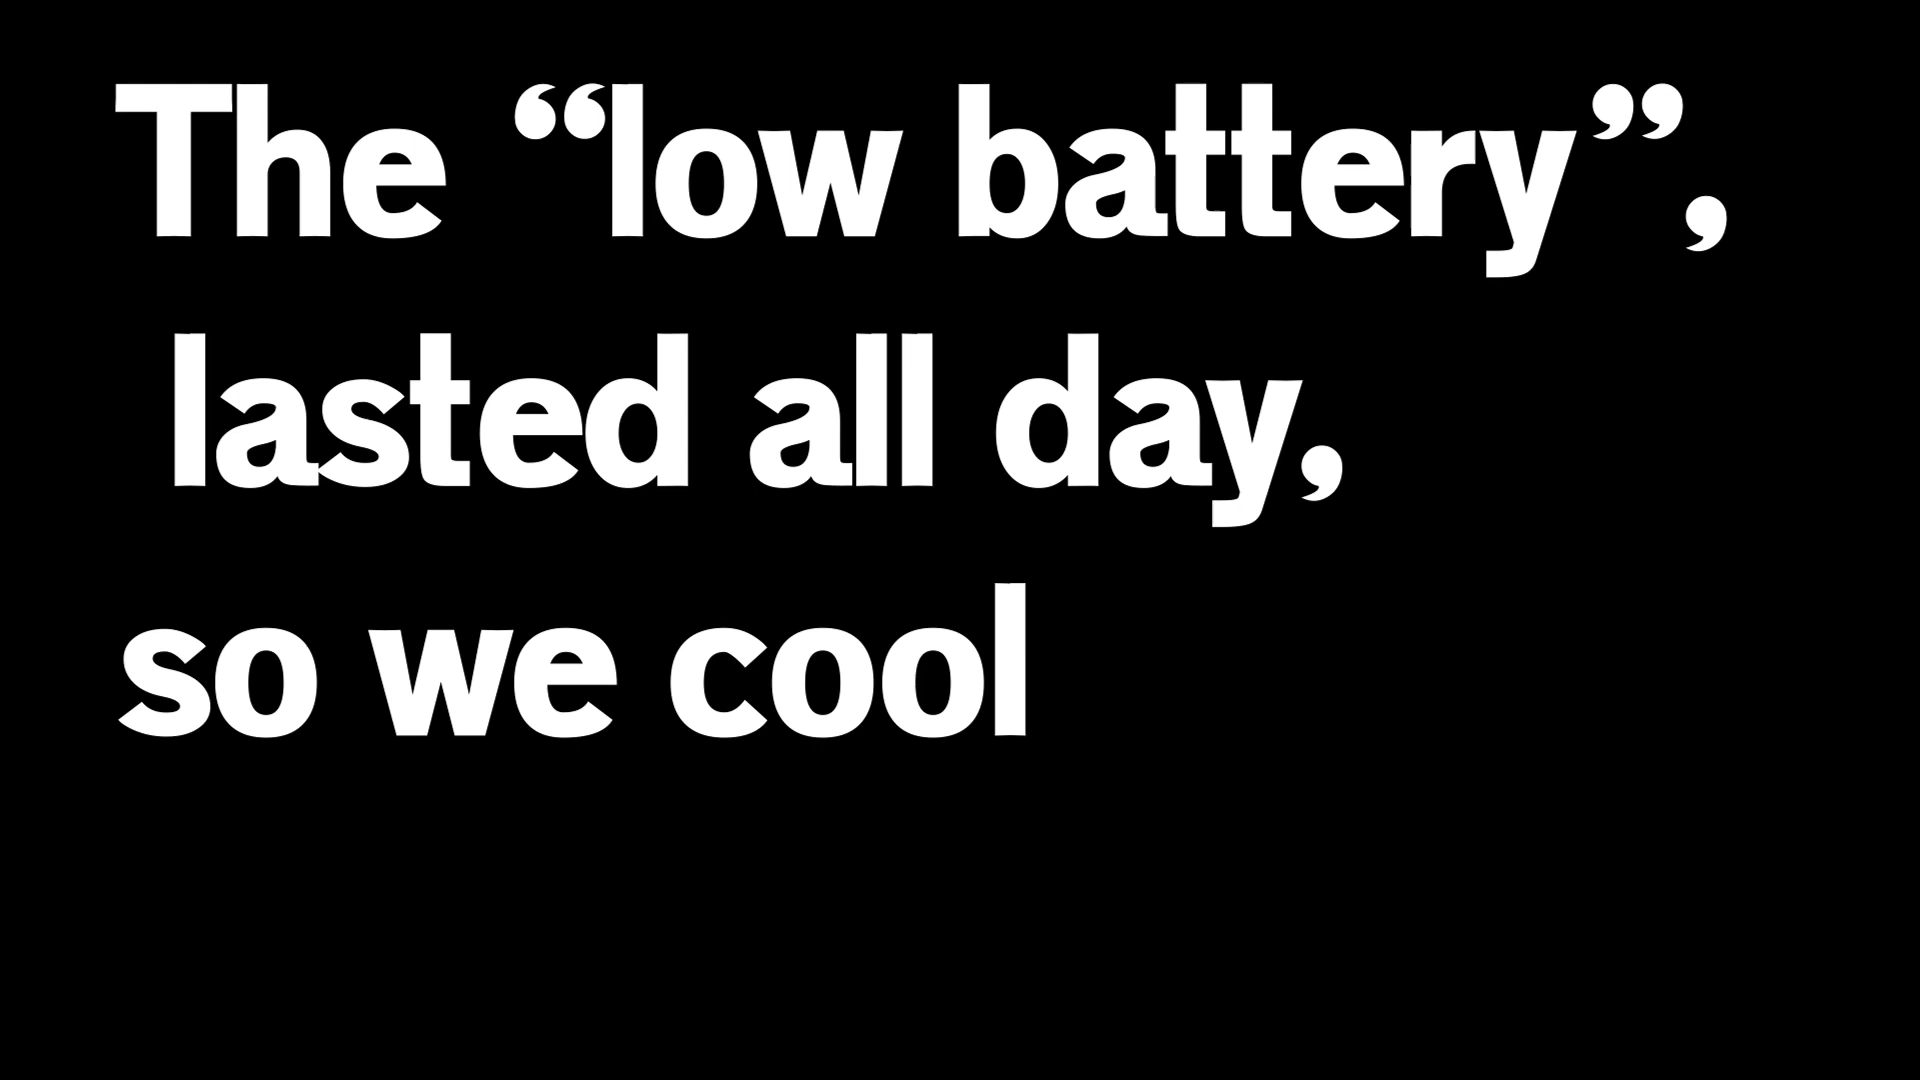 The “low battery”,
lasted all day,
so we cool